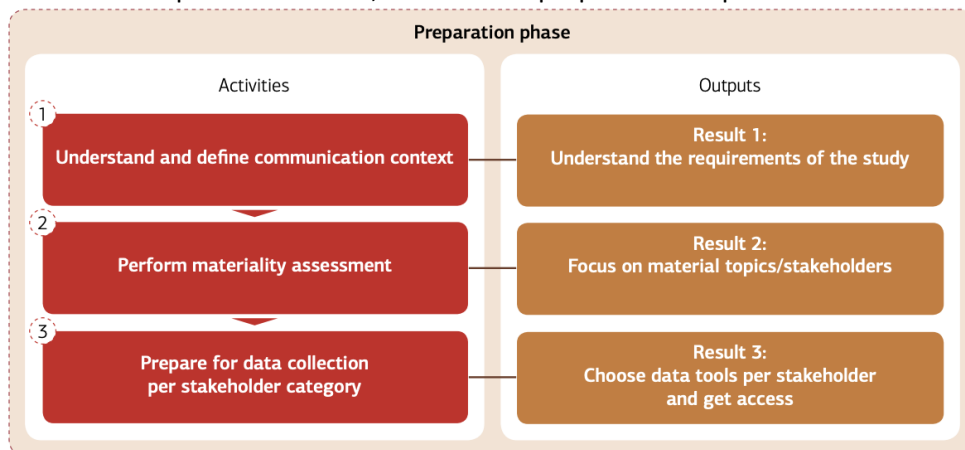 Preparation phase
Activities
Outputs
1
Understand and define communication context
Result 1:
Understand the requirements of the study
2
Perform materiality assessment
Result 2:
Focus on material topics/stakeholders
3
Prepare for data collection
per stakeholder category
Result 3:
Choose data tools per stakeholder
and get access